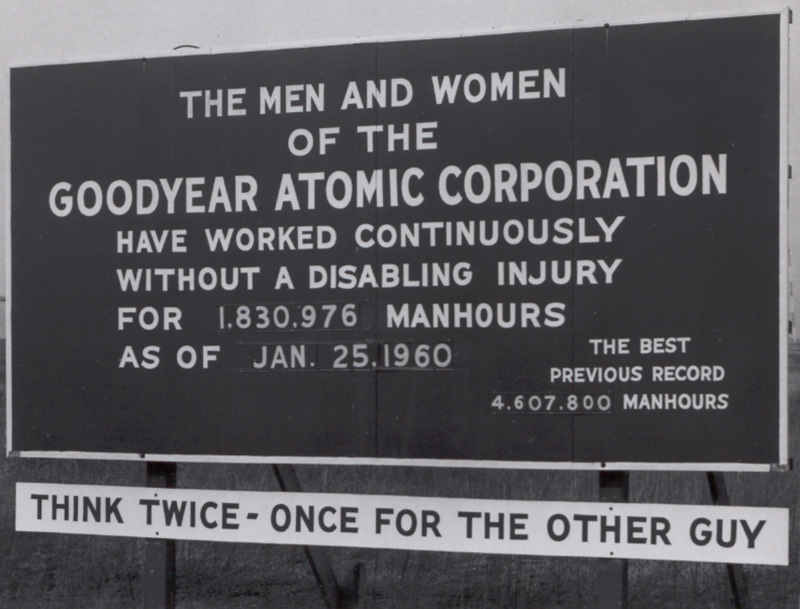 THE MEN AND WOMEN
OF THE
GOODYEAR ATOMIC CORPORATION
HAVE WORKED CONTINUOUSLY
WITHOUT A DISABLING INJURY
FOR 1,830,976 MANHOURS
AS OF JAN. 25,1960
THE BEST
PREVIOUS RECORD
4,607,800 MANHOURS
THINK TWICE - ONCE FOR THE OTHER GUY